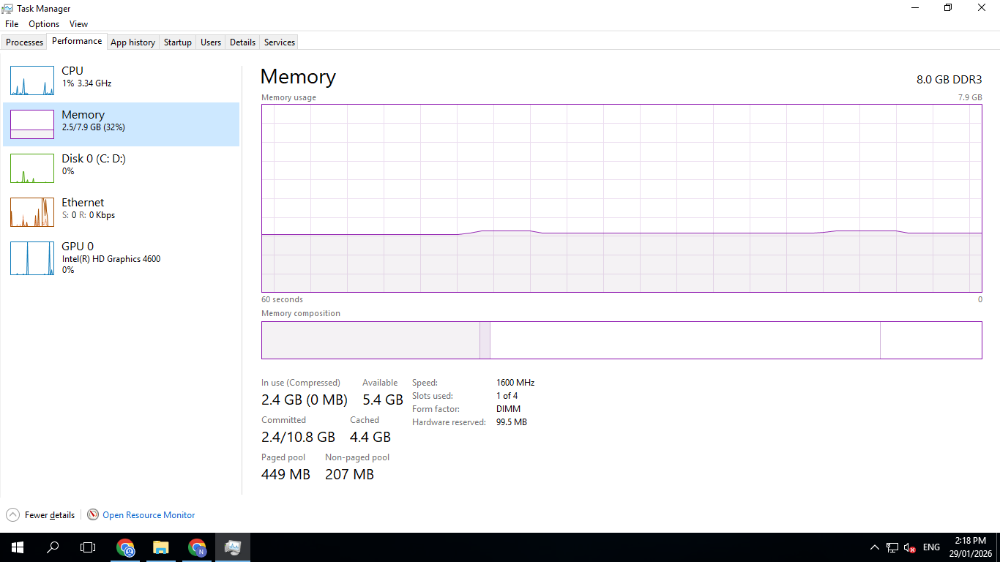 Task Manager
File Options View
Processes Performance App history Startup Users Details Services
CPU
1% 3.34 GHz
Memory
2.5/7.9 GB (32%)
Disk 0 (C: D:)
0%
Ethernet
S: 0 R: 0 Kbps
GPU 0
Intel(R) HD Graphics 4600
0%
Memory 8.0 GB DDR3
Memory usage 7.9 GB
60 seconds 0
Memory composition
In use (Compressed) Available
2.4 GB (0 MB) 5.4 GB
Committed Cached
2.4/10.8 GB 4.4 GB
Paged pool Non-paged pool
449 MB 207 MB
Speed: 1600 MHz
Slots used: 1 of 4
Form factor: DIMM
Hardware reserved: 99.5 MB
Fewer details Open Resource Monitor
N
ENG
2:18 PM
29/01/2026